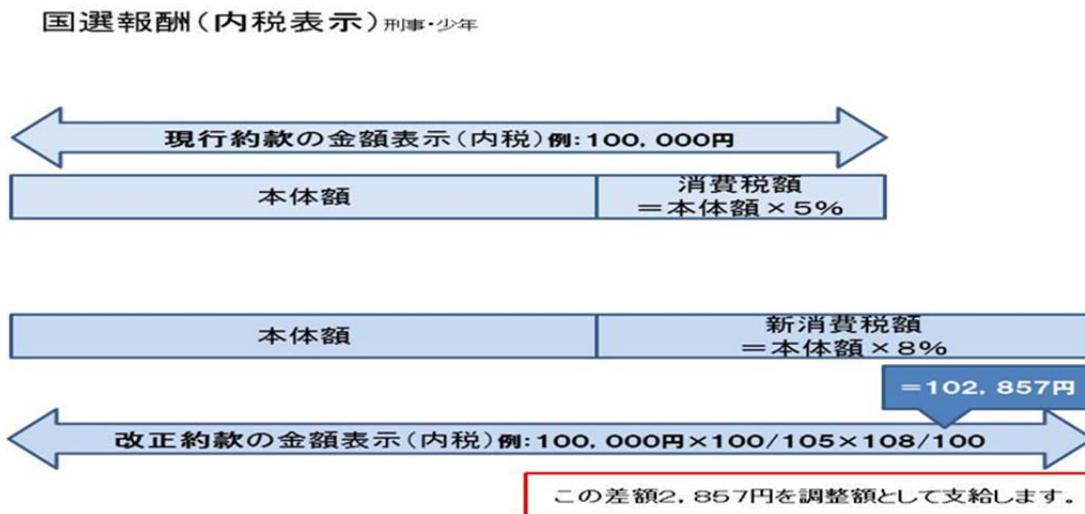 国選報酬(内税表示)刑事・少年
現行約款の金額表示(内税)例:100,000円
本体額
消費税額
=本体額×5%
本体額
新消費税額
=本体額×8%
=102,857円
改正約款の金額表示(内税)例:100,000円×100/105×108/100
この差額2,857円を調整額として支給します。